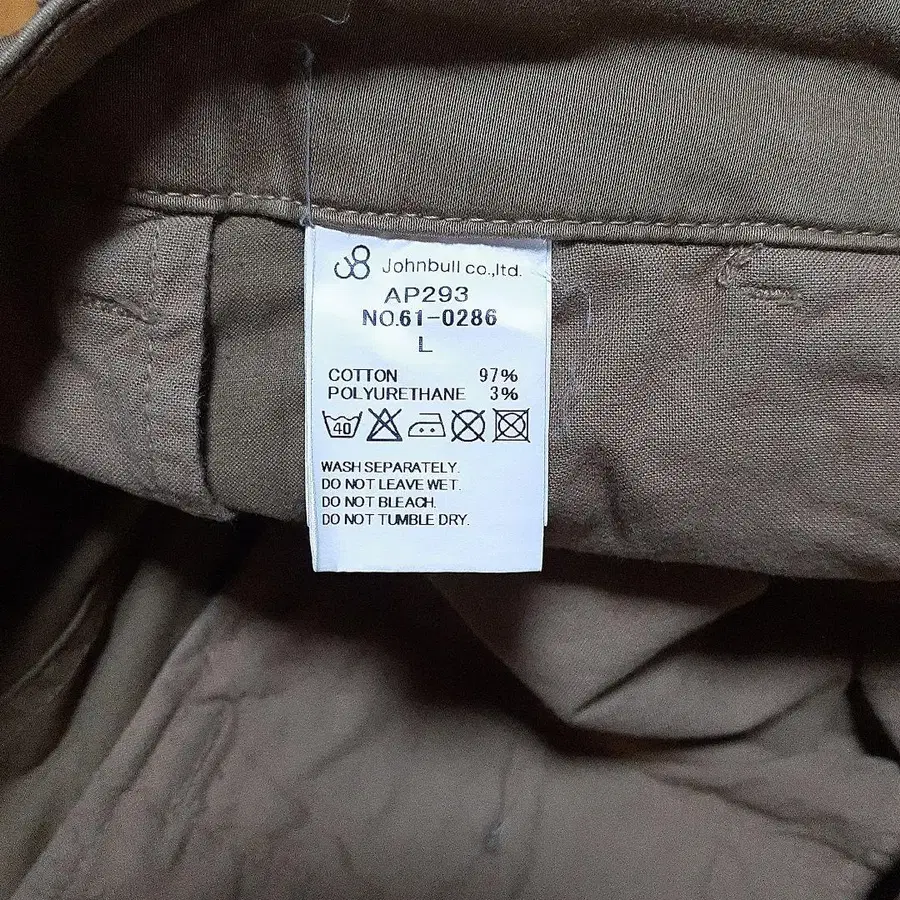 Johnbull co.,ltd.
AP293
NO.61-0286
L
COTTON 97%
POLYURETHANE 3%
40
WASH SEPARATELY.
DO NOT LEAVE WET.
DO NOT BLEACH.
DO NOT TUMBLE DRY.